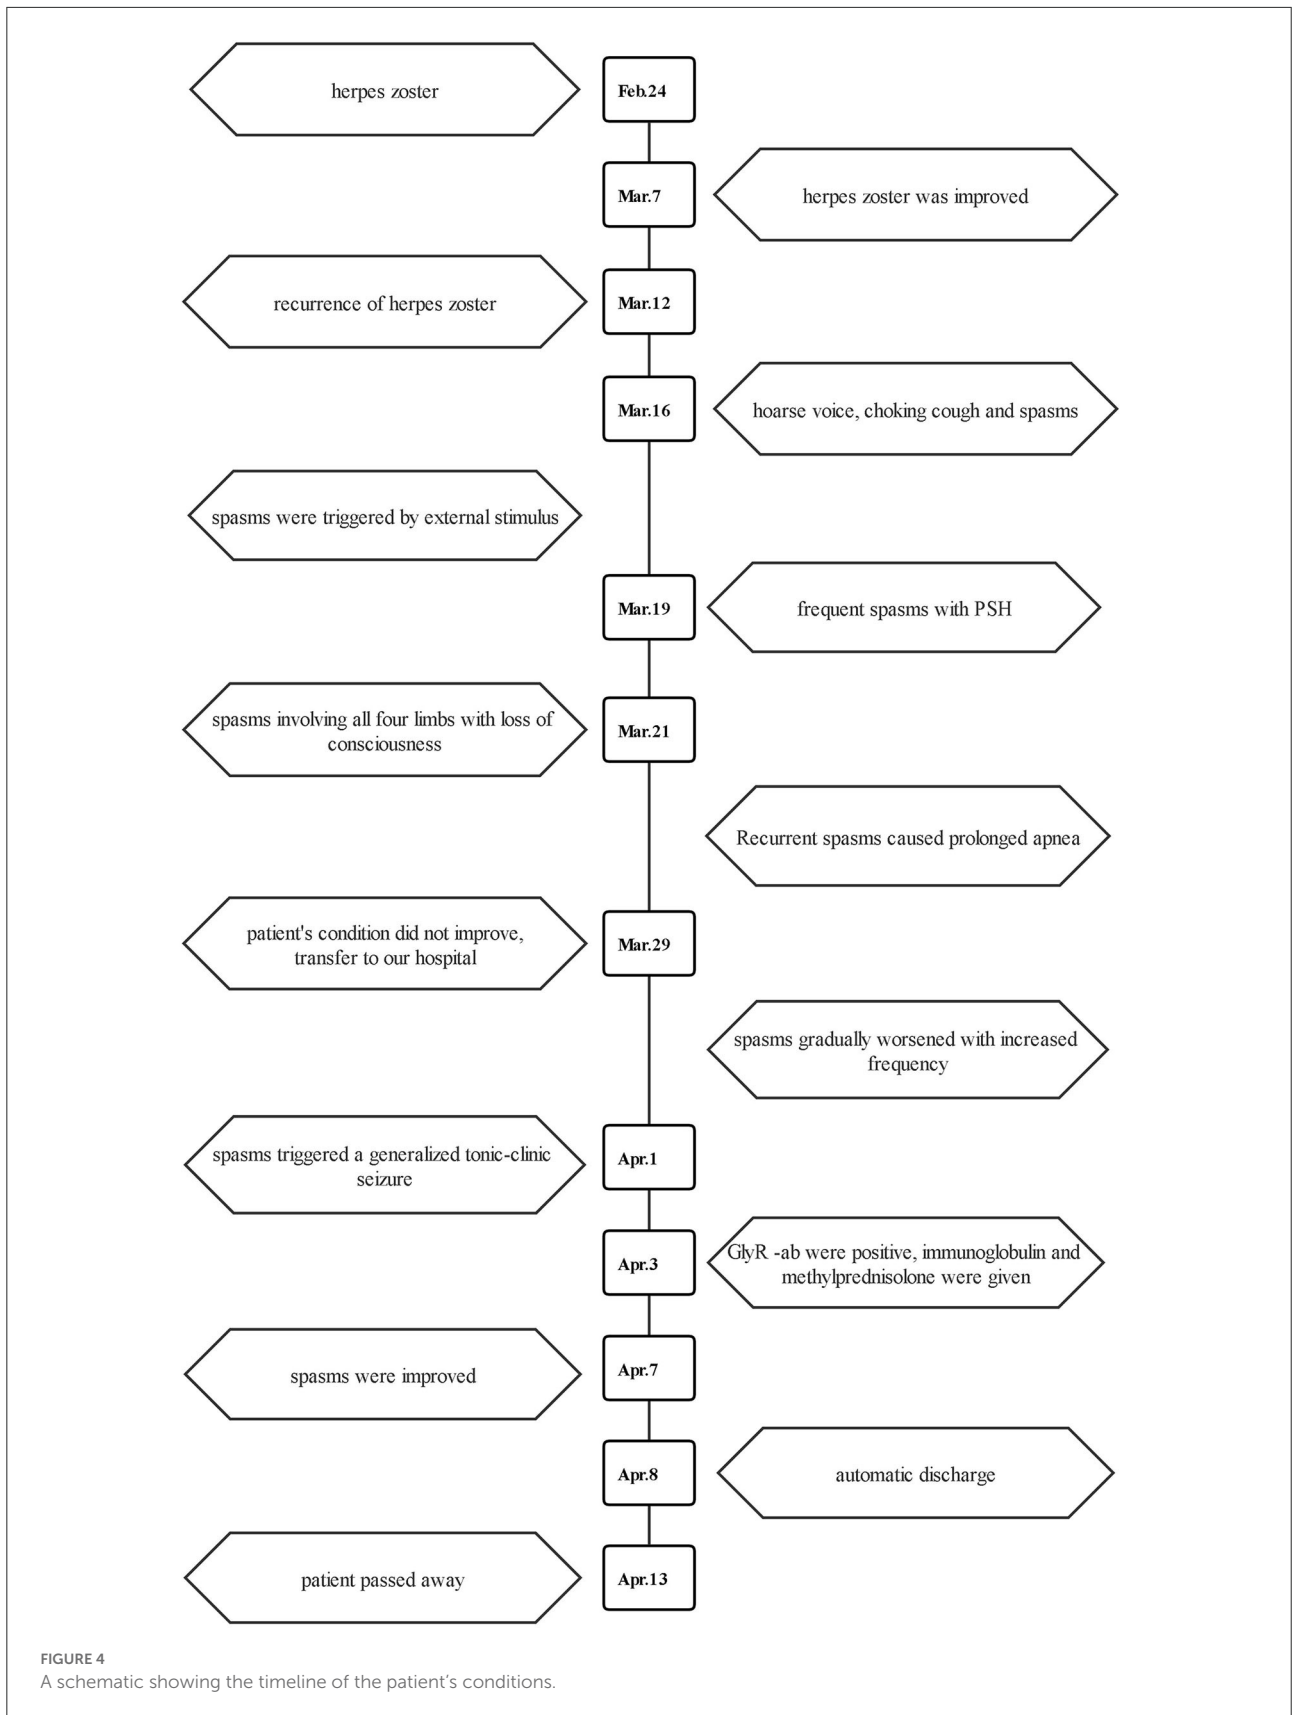 herpes zoster
Feb.24
Mar.7
herpes zoster was improved
recurrence of herpes zoster
Mar.12
Mar.16
hoarse voice, choking cough and spasms
spasms were triggered by external stimulus
Mar.19
frequent spasms with PSH
spasms involving all four limbs with loss of
consciousness
Mar.21
Recurrent spasms caused prolonged apnea
patient's condition did not improve,
transfer to our hospital
Mar.29
spasms gradually worsened with increased
frequency
spasms triggered a generalized tonic-clinic
seizure
Apr.1
Apr.3
GlyR -ab were positive, immunoglobulin and
methylprednisolone were given
spasms were improved
Apr.7
Apr.8
automatic discharge
patient passed away
Apr.13
FIGURE 4
A schematic showing the timeline of the patient’s conditions.